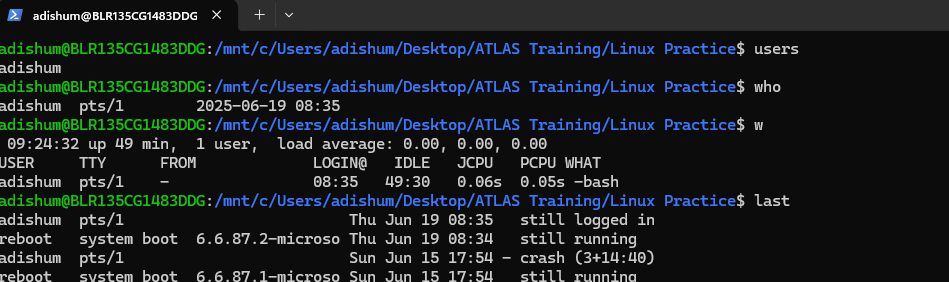 adishum@BLR135CG1483DDG
adishum@BLR135CG1483DDG:/mnt/c/Users/adishum/Desktop/ATLAS Training/Linux Practice$ users
adishum
adishum@BLR135CG1483DDG:/mnt/c/Users/adishum/Desktop/ATLAS Training/Linux Practice$ who
adishum  pts/1        2025-06-19 08:35
adishum@BLR135CG1483DDG:/mnt/c/Users/adishum/Desktop/ATLAS Training/Linux Practice$ w
 09:24:32 up 49 min,  1 user,  load average: 0.00, 0.00, 0.00
USER     TTY      FROM             LOGIN@   IDLE   JCPU   PCPU WHAT
adishum  pts/1    -                08:35   49:30  0.06s  0.05s -bash
adishum@BLR135CG1483DDG:/mnt/c/Users/adishum/Desktop/ATLAS Training/Linux Practice$ last
adishum  pts/1                         Thu Jun 19 08:35   still logged in
reboot   system boot  6.6.87.2-microso Thu Jun 19 08:34   still running
adishum  pts/1                         Sun Jun 15 17:54 - crash (3+14:40)
reboot   system boot  6.6.87.1-microso Sun Jun 15 17:54   still running